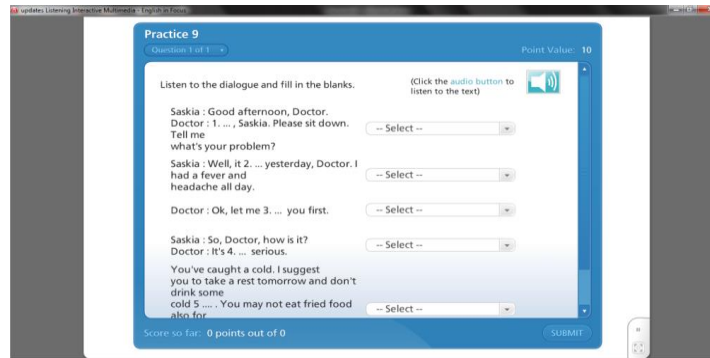 updates Listening Interactive Multimedia - English in Focus
Practice 9
Question 1 of 1
Point Value: 10
Listen to the dialogue and fill in the blanks.
(Click the audio button to
listen to the text)
Saskia : Good afternoon, Doctor.
Doctor : 1. ... , Saskia. Please sit down.
Tell me
what's your problem?
-- Select --
Saskia : Well, it 2. ... yesterday, Doctor. I
had a fever and
headache all day.
-- Select --
Doctor : Ok, let me 3. ... you first.
-- Select --
Saskia : So, Doctor, how is it?
Doctor : It's 4. ... serious.
-- Select --
You've caught a cold. I suggest
you to take a rest tomorrow and don't
drink some
cold 5 .... . You may not eat fried food
also for
-- Select --
Score so far: 0 points out of 0
SUBMIT